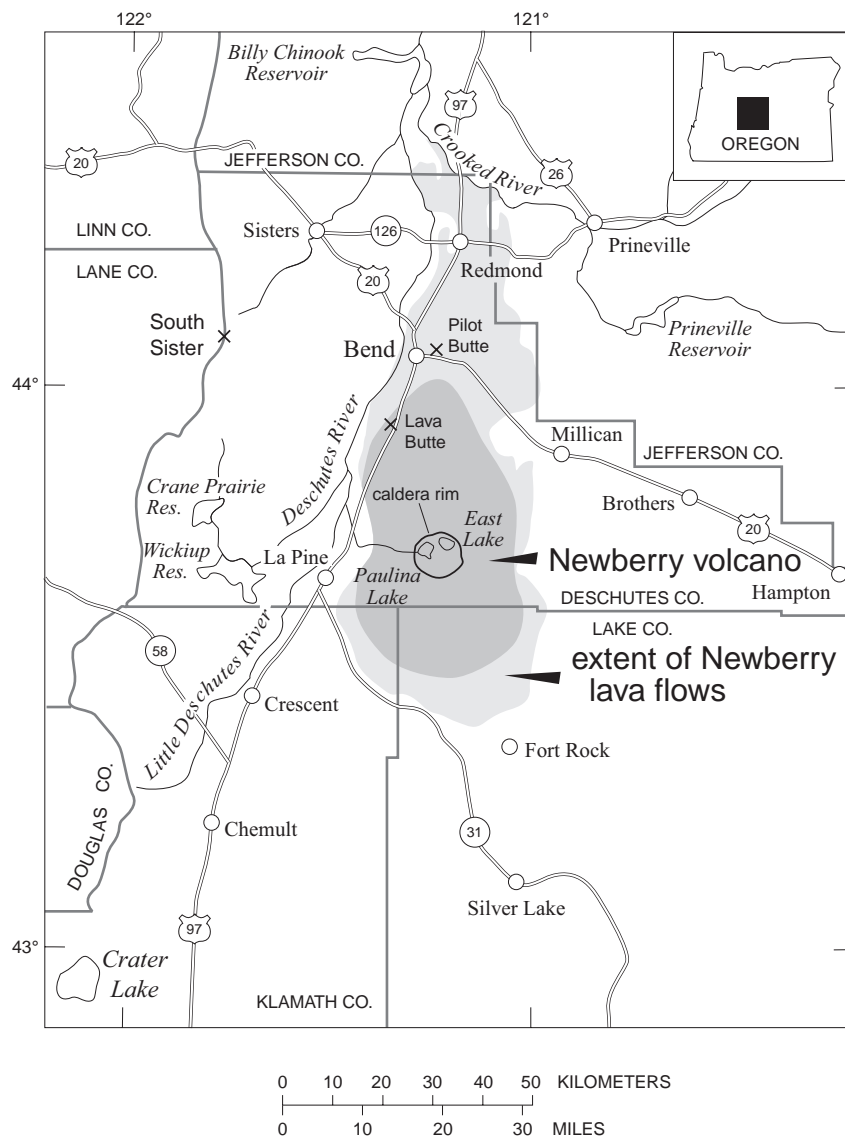 122°
121°
Billy Chinook
Reservoir
97
Crooked River
OREGON
20
JEFFERSON CO.
26
LINN CO.
LANE CO.
Sisters
126
Redmond
Prineville
20
South
Sister
Pilot
Butte
Bend
Prineville
Reservoir
44°
Lava
Butte
Deschutes River
Millican
JEFFERSON CO.
Crane Prairie
Res.
caldera rim
East
Lake
Brothers
20
Wickiup
Res.
La Pine
Newberry volcano
Paulina
Lake
Hampton
DESCHUTES CO.
LAKE CO.
58
Little Deschutes River
extent of Newberry
lava flows
Crescent
Fort Rock
DOUGLAS CO.
Chemult
31
Silver Lake
97
43°
Crater
Lake
KLAMATH CO.
0 10 20 30 40 50 KILOMETERS
0 10 20 30 MILES